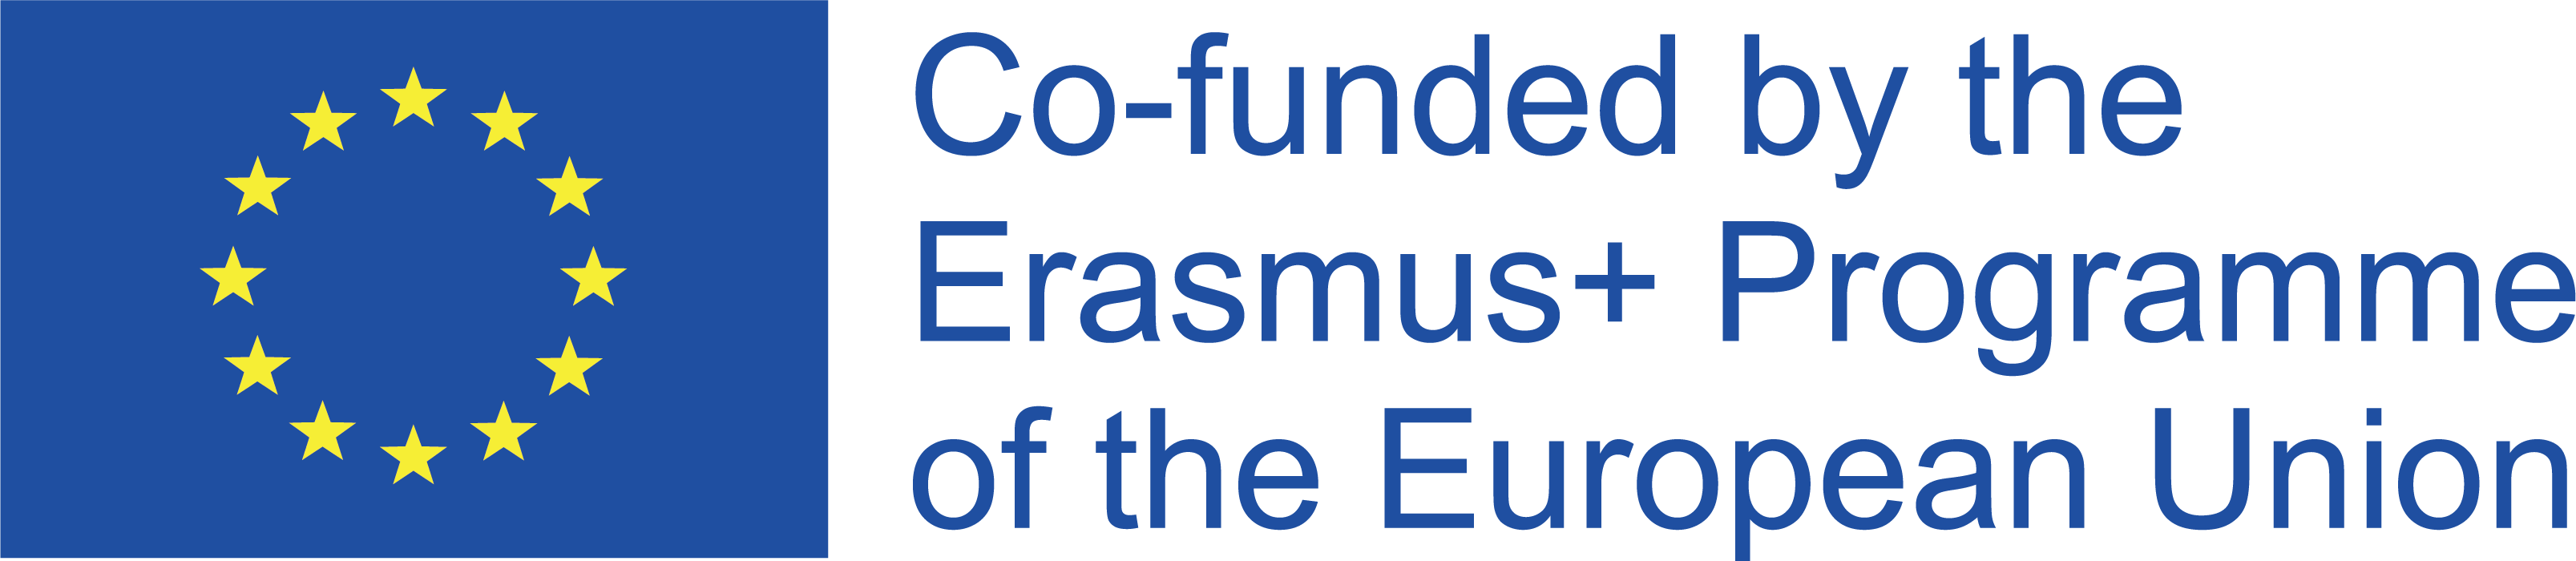 Co-funded by the
Erasmus+ Programme
of the European Union